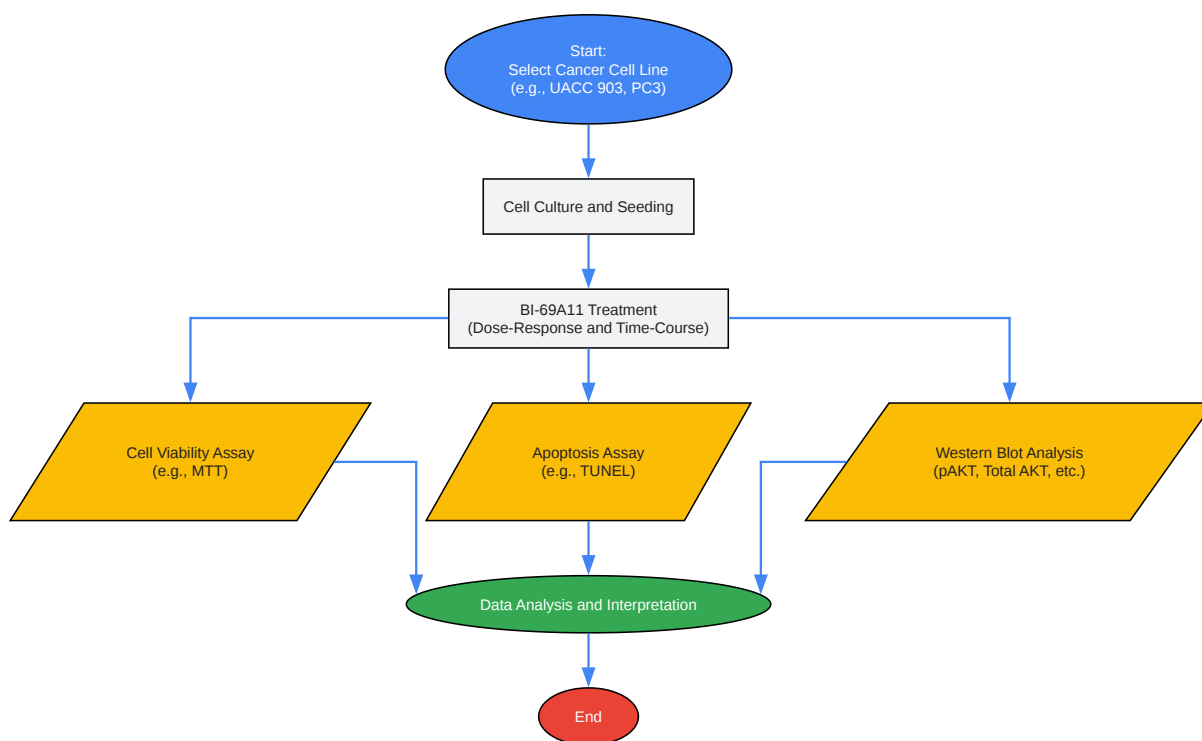 Start:
Select Cancer Cell Line
(e.g., UACC 903, PC3)
Cell Culture and Seeding
BI-69A11 Treatment
(Dose-Response and Time-Course)
Cell Viability Assay
(e.g., MTT)
Apoptosis Assay
(e.g., TUNEL)
Western Blot Analysis
(pAKT, Total AKT, etc.)
Data Analysis and Interpretation
End